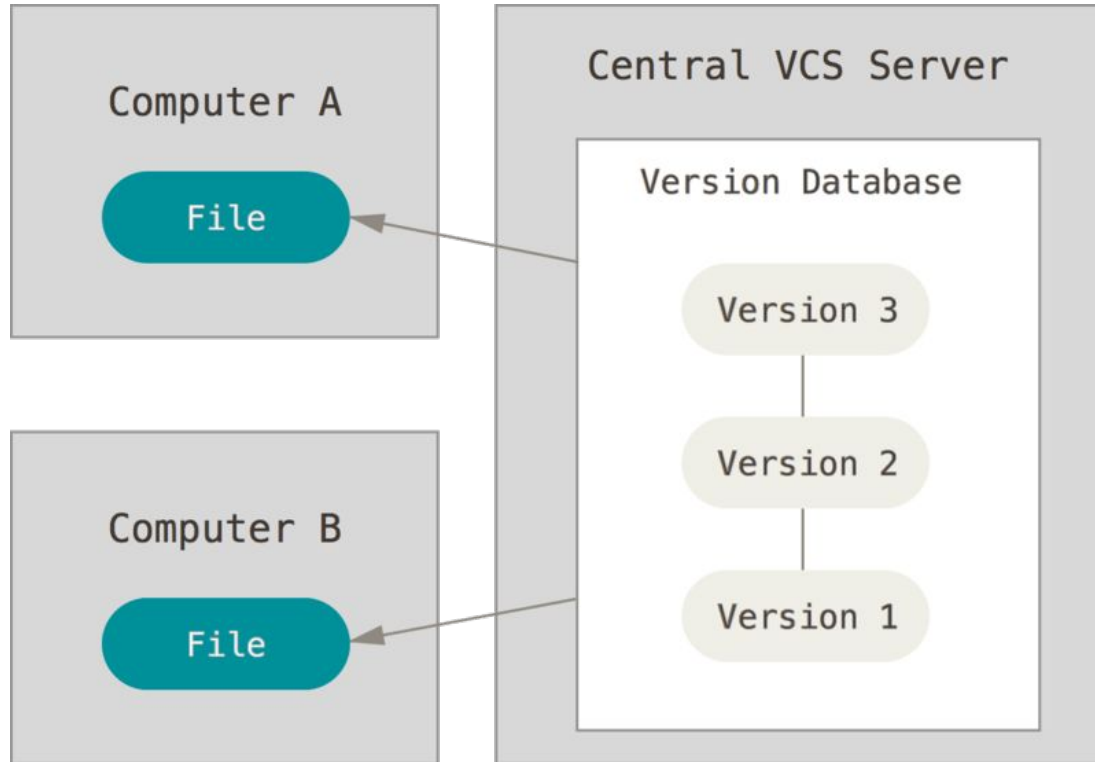 Computer A
File
Computer B
File
Central VCS Server
Version Database
Version 3
Version 2
Version 1